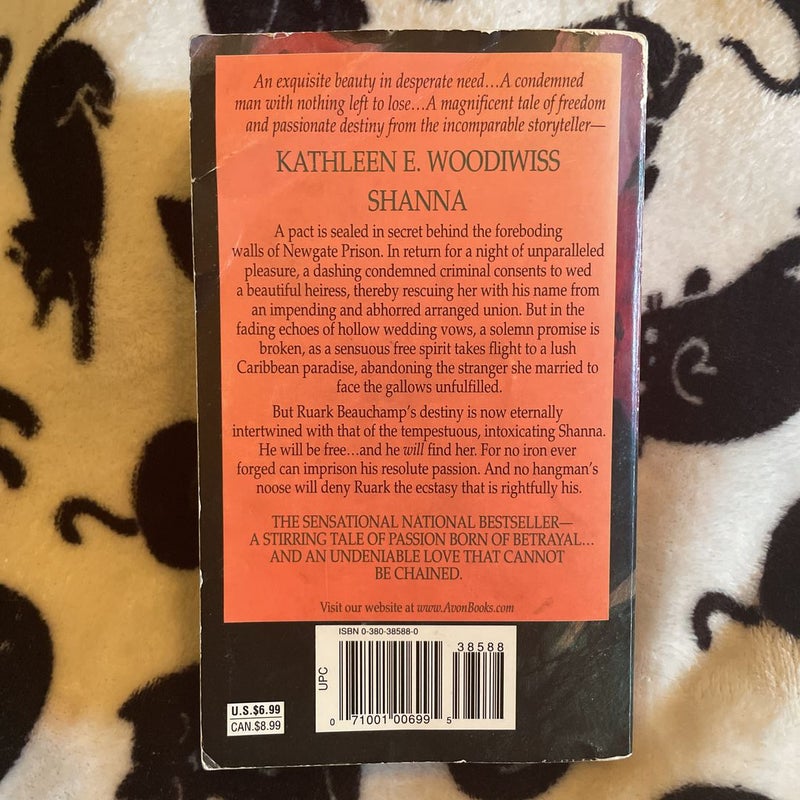 An exquisite beauty in desperate need...A condemned
man with nothing left to lose...A magnificent tale of freedom
and passionate destiny from the incomparable storyteller—
KATHLEEN E. WOODIWISS
SHANNA
A pact is sealed in secret behind the foreboding
walls of Newgate Prison. In return for a night of unparalleled
pleasure, a dashing condemned criminal consents to wed
a beautiful heiress, thereby rescuing her with his name from
an impending and abhorred arranged union. But in the
fading echoes of hollow wedding vows, a solemn promise is
broken, as a sensuous free spirit takes flight to a lush
Caribbean paradise, abandoning the stranger she married to
face the gallows unfulfilled.
But Ruark Beauchamp's destiny is now eternally
intertwined with that of the tempestuous, intoxicating Shanna.
He will be free...and he will find her. For no iron ever
forged can imprison his resolute passion. And no hangman's
noose will deny Ruark the ecstasy that is rightfully his.
THE SENSATIONAL NATIONAL BESTSELLER—
A STIRRING TALE OF PASSION BORN OF BETRAYAL...
AND AN UNDENIABLE LOVE THAT CANNOT
BE CHAINED.
Visit our website at www.AvonBooks.com
ISBN 0-380-38588-0
38588
UPC
U.S.$6.99
CAN.$8.99
0 71001 00699 5